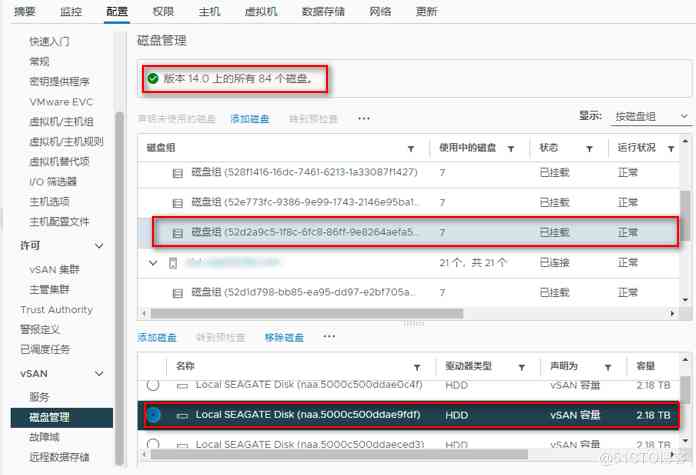 摘要 监控 配置 权限 主机 虚拟机 数据存储 网络 更新
快速入门
常规
密钥提供程序
VMware EVC
虚拟机/主机组
虚拟机/主机规则
虚拟机替代项
I/O 筛选器
主机选项
主机配置文件
许可
vSAN 集群
主管集群
Trust Authority
警报定义
已调度任务
vSAN
服务
磁盘管理
故障域
远程数据存储
磁盘管理
版本 14.0 上的所有 84 个磁盘。
声明未使用的磁盘 添加磁盘 转到预检查 ... 显示: 按磁盘组
磁盘组 使用中的磁盘 状态 运行状况
磁盘组 (528f1416-16dc-7461-6213-1a33087f1427) 7 已挂载 正常
磁盘组 (52e773fc-9386-9e99-1743-2146e95ba1... 7 已挂载 正常
磁盘组 (52d2a9c5-1f8c-6fc8-86ff-9e8264aefa5... 7 已挂载 正常
21 个，共 21 个 已连接 正常
磁盘组 (52d1d798-bb85-ea95-dd97-e2bf705a... 7 已挂载 正常
添加磁盘 转到预检查 移除磁盘 ...
名称 驱动器类型 声明为 容量
Local SEAGATE Disk (naa.5000c500ddae0c4f) HDD vSAN 容量 2.18 TB
Local SEAGATE Disk (naa.5000c500ddae9fdf) HDD vSAN 容量 2.18 TB
Local SEAGATE Disk (naa.5000c500ddaeced3) HDD vSAN 容量 2.18 TB
@51CTO博客